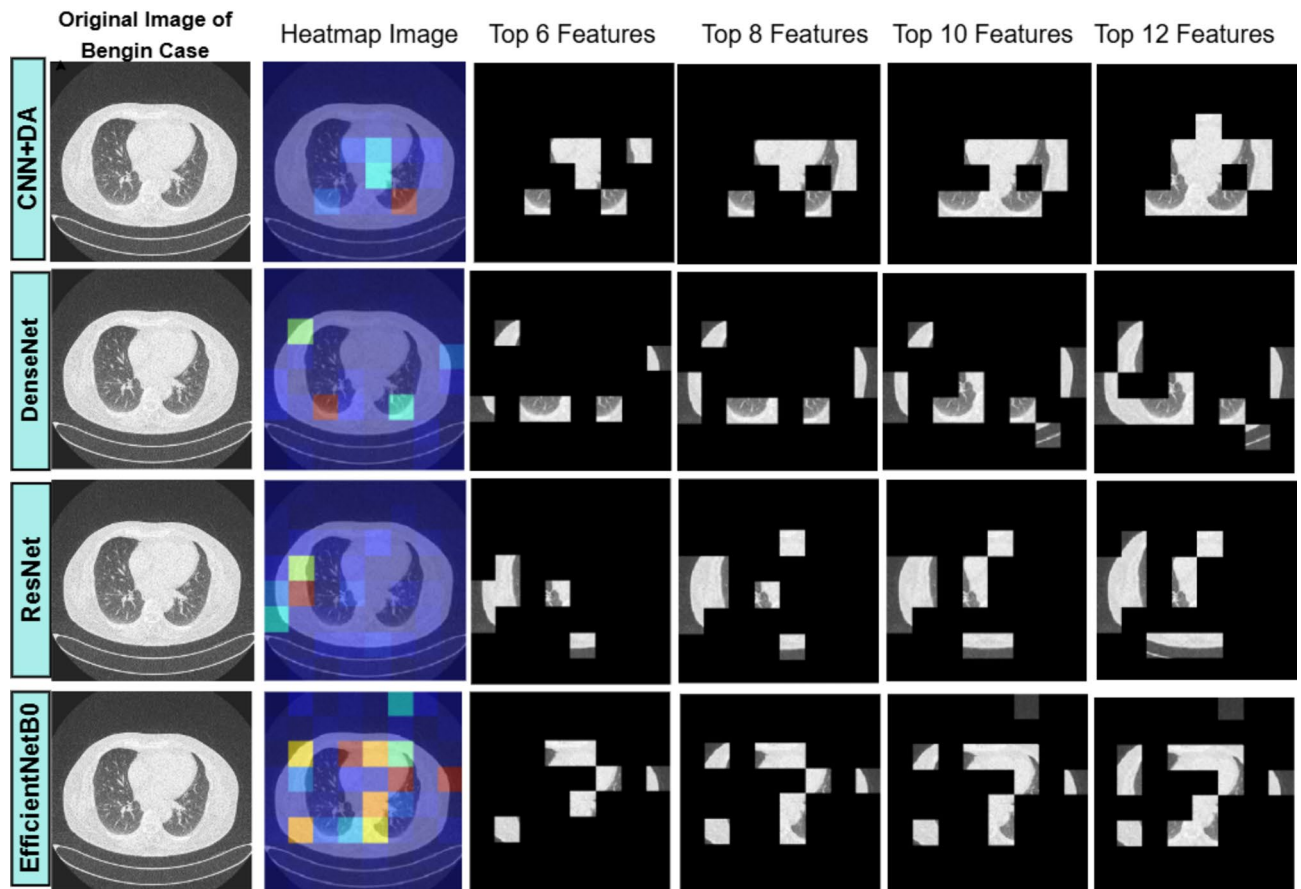 Original Image of
Bengin Case
Heatmap Image
Top 6 Features
Top 8 Features
Top 10 Features
Top 12 Features
CNN+DA
DenseNet
ResNet
EfficientNetB0